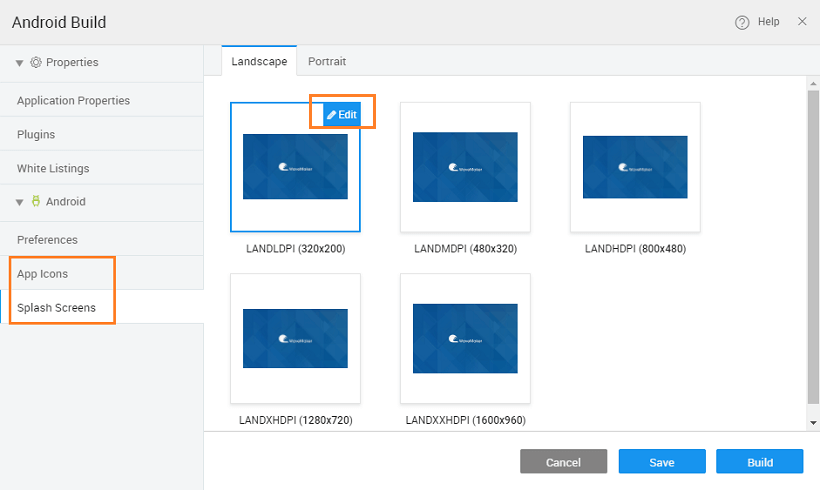 Android Build
Help
Properties
Application Properties
Plugins
White Listings
Android
Preferences
App Icons
Splash Screens
Landscape
Portrait
Edit
WaveMaker
WaveMaker
WaveMaker
LANDLDPI (320x200)
LANDMDPI (480x320)
LANDHDPI (800x480)
WaveMaker
WaveMaker
LANDXHDPI (1280x720)
LANDXXHDPI (1600x960)
Cancel
Save
Build